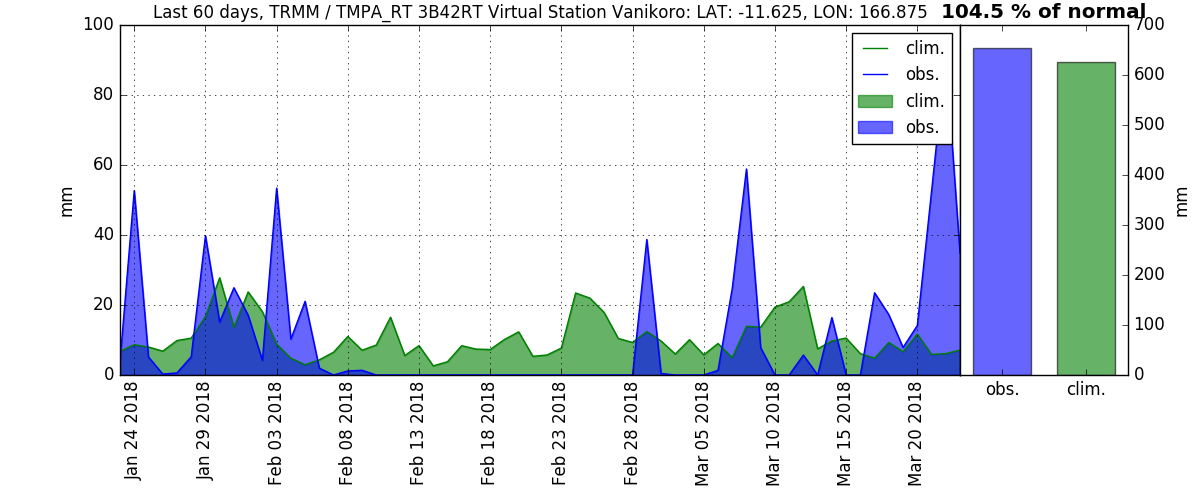 Last 60 days, TRMM / TMPA_RT 3B42RT Virtual Station Vanikoro: LAT: -11.625, LON: 166.875
104.5 % of normal
100
80
60
40
20
0
mm
clim.
obs.
clim.
obs.
Jan 24 2018
Jan 29 2018
Feb 03 2018
Feb 08 2018
Feb 13 2018
Feb 18 2018
Feb 23 2018
Feb 28 2018
Mar 05 2018
Mar 10 2018
Mar 15 2018
Mar 20 2018
700
600
500
400
300
200
100
0
mm
obs.
clim.